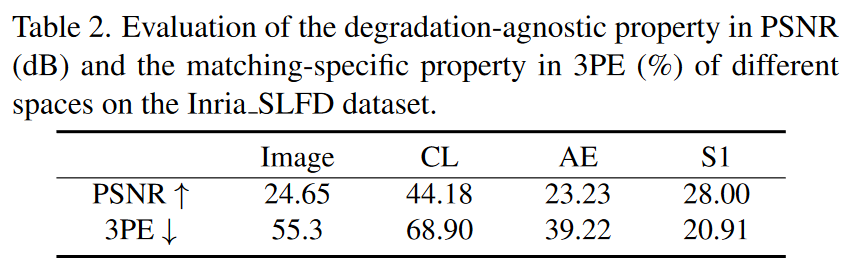 Table 2. Evaluation of the degradation-agnostic property in PSNR
(dB) and the matching-specific property in 3PE (%) of different
spaces on the Inria_SLFD dataset.
Image CL AE S1
PSNR ↑ 24.65 44.18 23.23 28.00
3PE ↓ 55.3 68.90 39.22 20.91